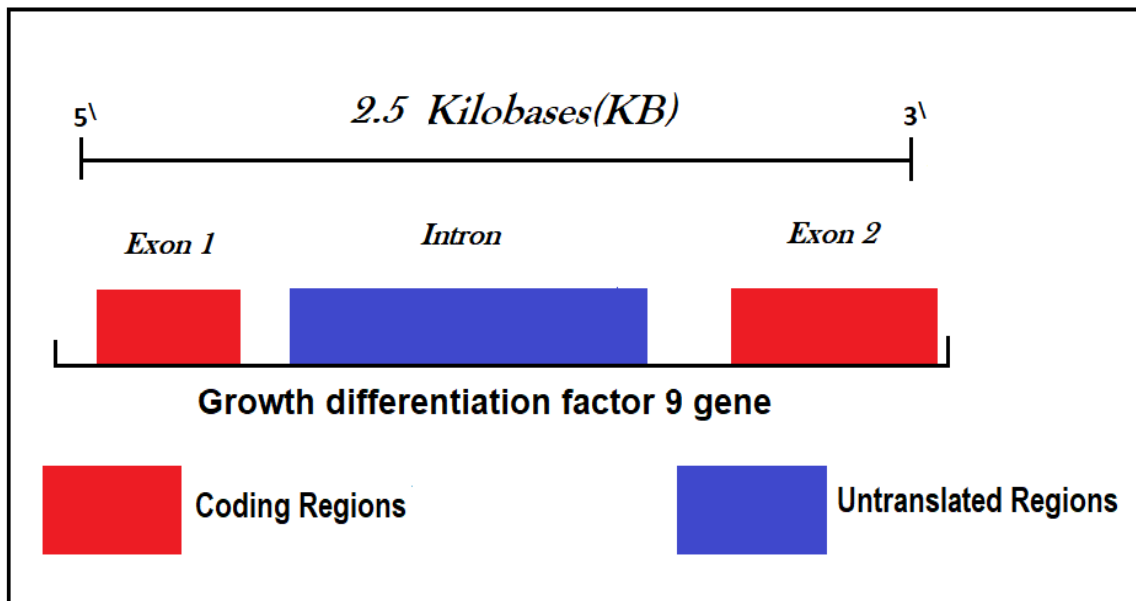 5\ 2.5 Kilobases(KB) 3\
Exon 1 Intron Exon 2
Growth differentiation factor 9 gene
Coding Regions Untranslated Regions